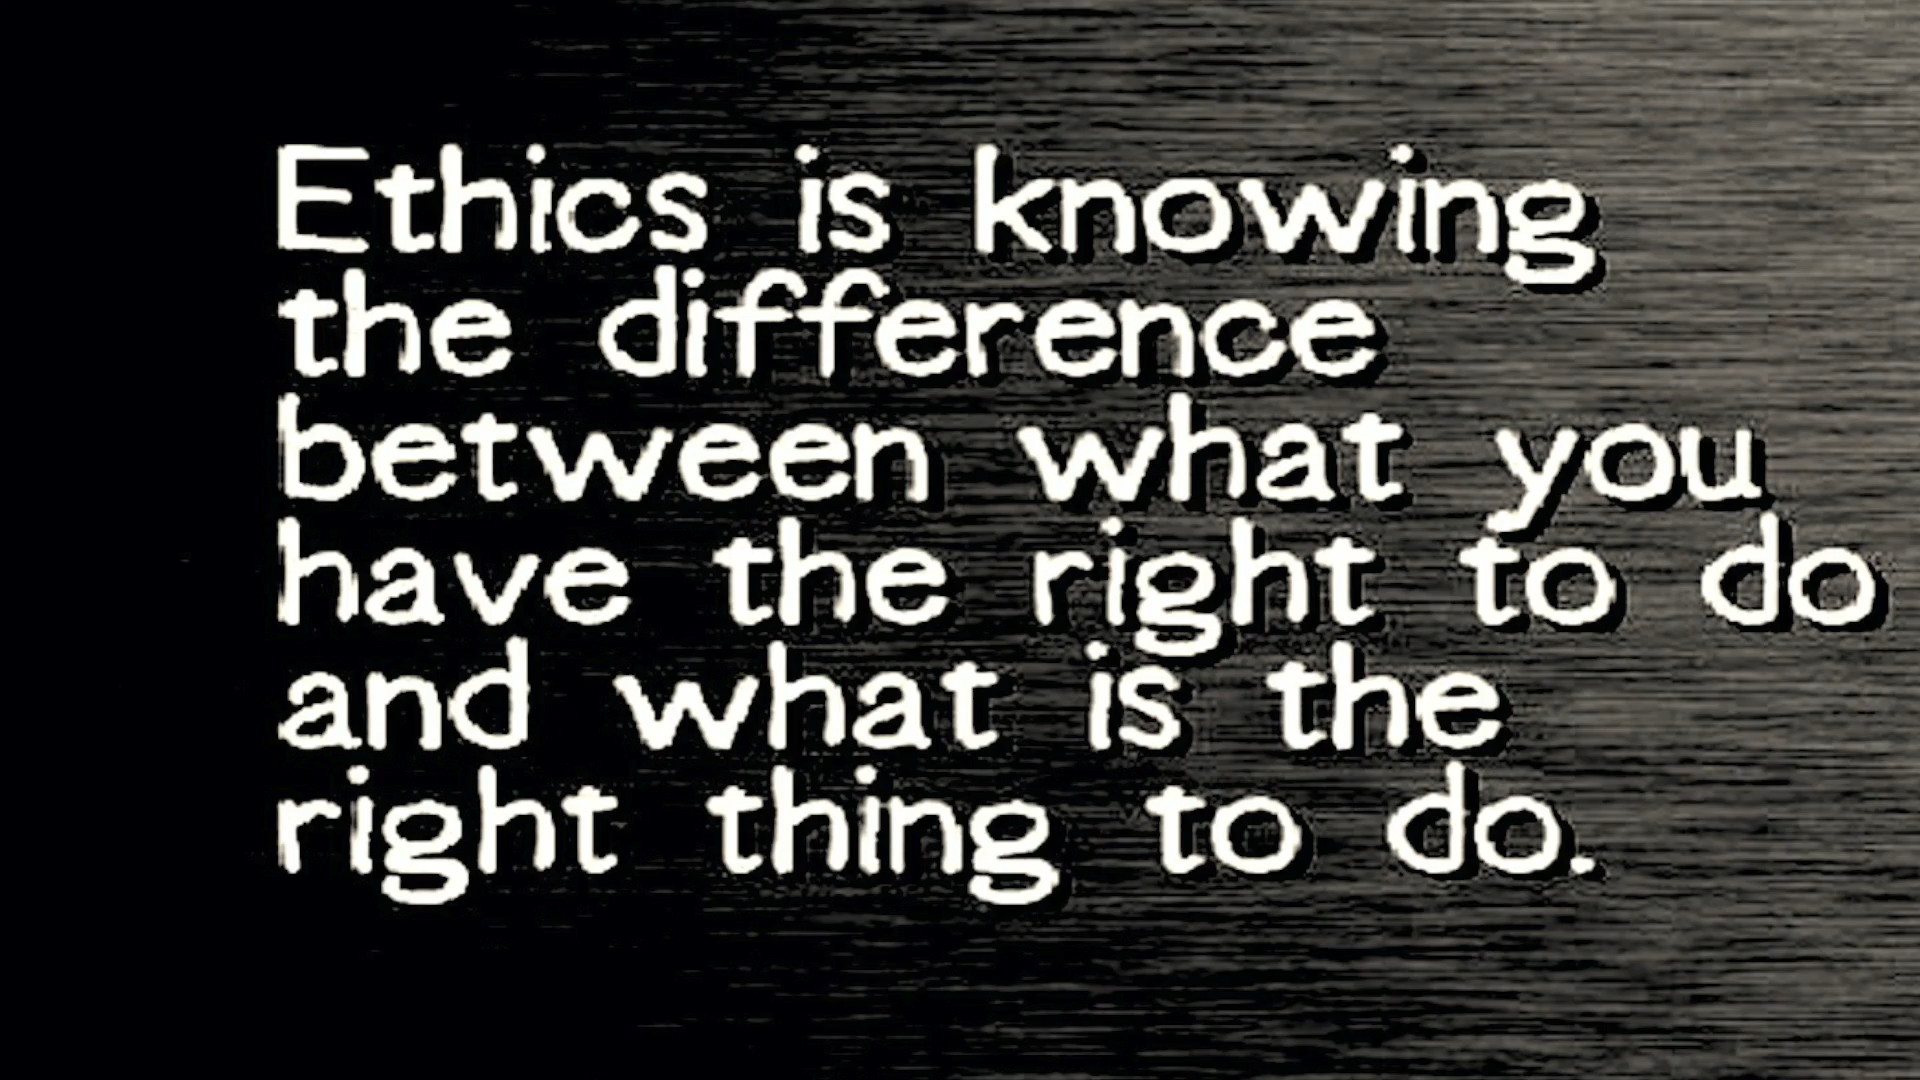 Ethics is knowing
the difference
between what you
have the right to do
and what is the
right thing to do.